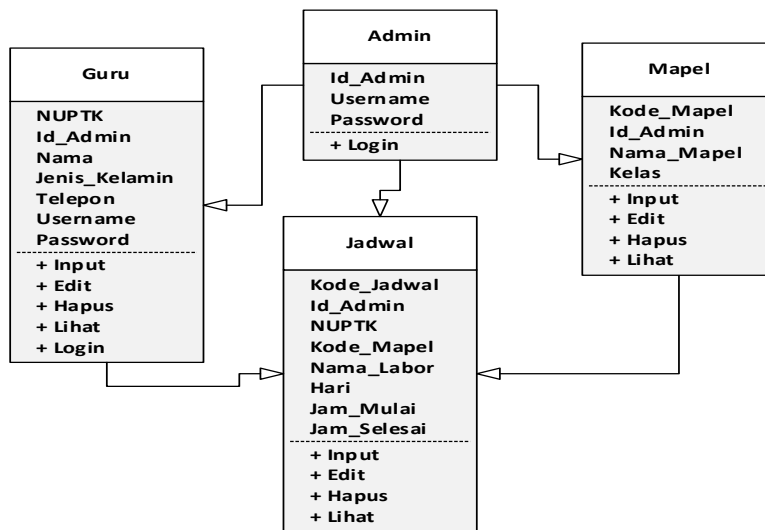 Admin
Id_Admin
Username
Password
+ Login
Guru
NUPTK
Id_Admin
Nama
Jenis_Kelamin
Telepon
Username
Password
+ Input
+ Edit
+ Hapus
+ Lihat
+ Login
Mapel
Kode_Mapel
Id_Admin
Nama_Mapel
Kelas
+ Input
+ Edit
+ Hapus
+ Lihat
Jadwal
Kode_Jadwal
Id_Admin
NUPTK
Kode_Mapel
Nama_Labor
Hari
Jam_Mulai
Jam_Selesai
+ Input
+ Edit
+ Hapus
+ Lihat